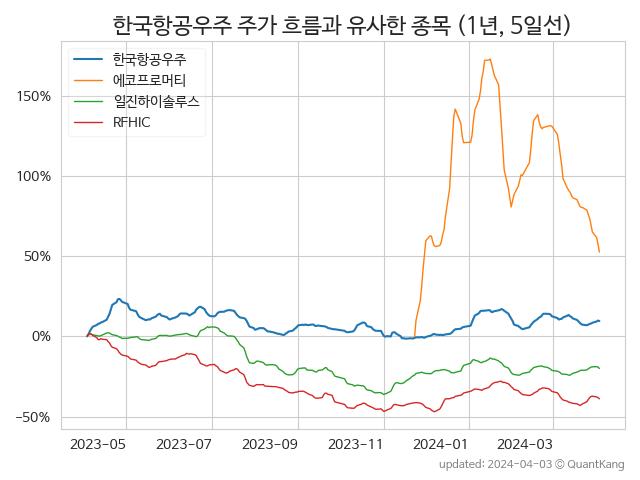 한국항공우주 주가 흐름과 유사한 종목 (1년, 5일선)
한국항공우주
에코프로머티
일진하이솔루스
RFHIC
150%
100%
50%
0%
−50%
2023-05
2023-07
2023-09
2023-11
2024-01
2024-03
updated: 2024-04-03 © QuantKang